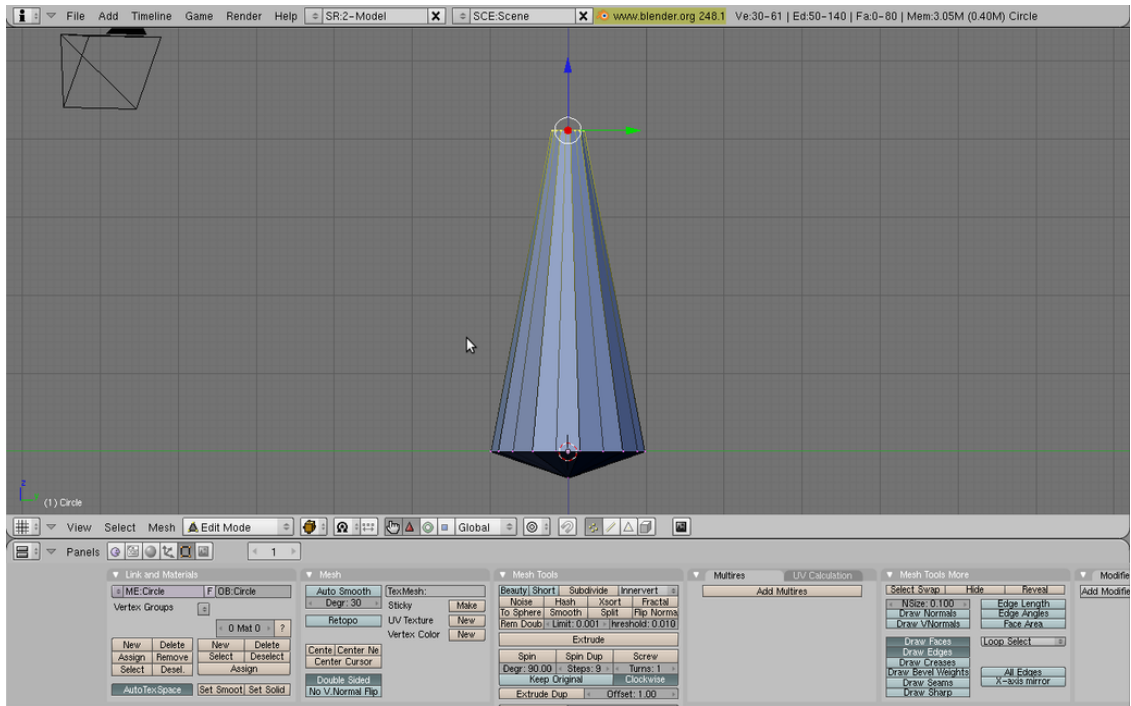 File Add Timeline Game Render Help SR:2-Model X SCE:Scene X www.blender.org 248.1 Ve:30-61 | Ed:50-140 | Fa:0-80 | Mem:3.05M (0.40M) Circle
z
(1) Circle
View Select Mesh Edit Mode Global
Panels 1
Link and Materials
ME:Circle F OB:Circle
Vertex Groups
0 Mat 0 ?
New Delete New Delete
Assign Remove Select Deselect
Select Desel. Assign
AutoTexSpace Set Smoot Set Solid
Mesh
Auto Smooth TexMesh:
Degr: 30 Sticky Make
Retopo UV Texture New
Vertex Color New
Cente Center Ne
Center Cursor
Double Sided
No V.Normal Flip
Mesh Tools
Beauty Short Subdivide Innervert
Noise Hash Xsort Fractal
To Sphere Smooth Split Flip Norma
Rem Doub Limit: 0.001 hreshold: 0.010
Extrude
Spin Spin Dup Screw
Degr: 90.00 Steps: 9 Turns: 1
Keep Original Clockwise
Extrude Dup Offset: 1.00
Multires UV Calculation
Add Multires
Mesh Tools More
Select Swap Hide Reveal
NSize: 0.100 Edge Length
Draw Normals Edge Angles
Draw VNormals Face Area
Draw Faces Loop Select
Draw Edges
Draw Creases
Draw Bevel Weights All Edges
Draw Seams X-axis mirror
Draw Sharp
Modifie
Add Modifie